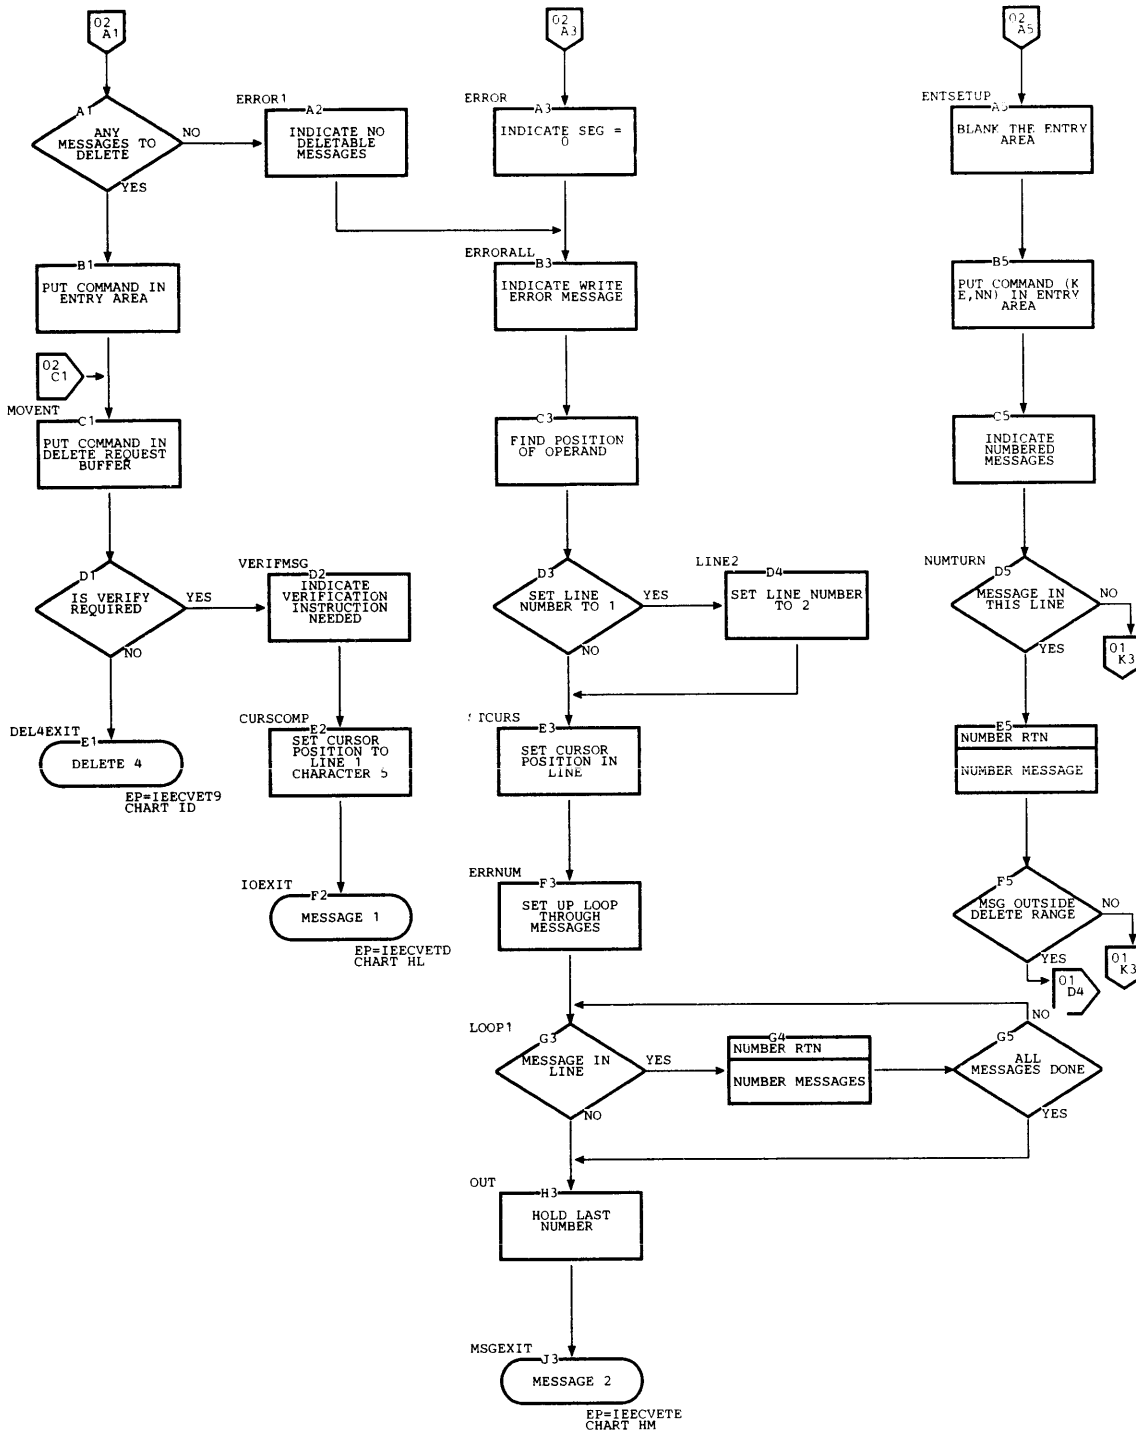 02
A1
A1
ANY
MESSAGES TO
DELETE
NO
YES
ERROR1
A2
INDICATE NO
DELETABLE
MESSAGES
B1
PUT COMMAND IN
ENTRY AREA
02
C1
MOVENT
C1
PUT COMMAND IN
DELETE REQUEST
BUFFER
D1
IS VERIFY
REQUIRED
YES
NO
VERIFMSG
D2
INDICATE
VERIFICATION
INSTRUCTION
NEEDED
DEL4EXIT
E1
DELETE 4
EP=IEECVET9
CHART ID
CURSCOMP
E2
SET CURSOR
POSITION TO
LINE 1
CHARACTER 5
IOEXIT
F2
MESSAGE 1
EP=IEECVETD
CHART HL
02
A3
ERROR
A3
INDICATE SEG =
0
ERRORALL
B3
INDICATE WRITE
ERROR MESSAGE
C3
FIND POSITION
OF OPERAND
D3
SET LINE
NUMBER TO 1
YES
NO
LINE2
D4
SET LINE NUMBER
TO 2
TCURS
E3
SET CURSOR
POSITION IN
LINE
ERRNUM
F3
SET UP LOOP
THROUGH
MESSAGES
LOOP1
G3
MESSAGE IN
LINE
YES
NO
G4
NUMBER RTN
NUMBER MESSAGES
G5
ALL
MESSAGES DONE
NO
YES
OUT
H3
HOLD LAST
NUMBER
MSGEXIT
J3
MESSAGE 2
EP=IEECVETE
CHART HM
02
A5
ENTSETUP
A5
BLANK THE ENTRY
AREA
B5
PUT COMMAND (K
E,NN) IN ENTRY
AREA
C5
INDICATE
NUMBERED
MESSAGES
NUMTURN
D5
MESSAGE IN
THIS LINE
NO
YES
01
K3
E5
NUMBER RTN
NUMBER MESSAGE
F5
MSG OUTSIDE
DELETE RANGE
NO
YES
01
K3
01
D4